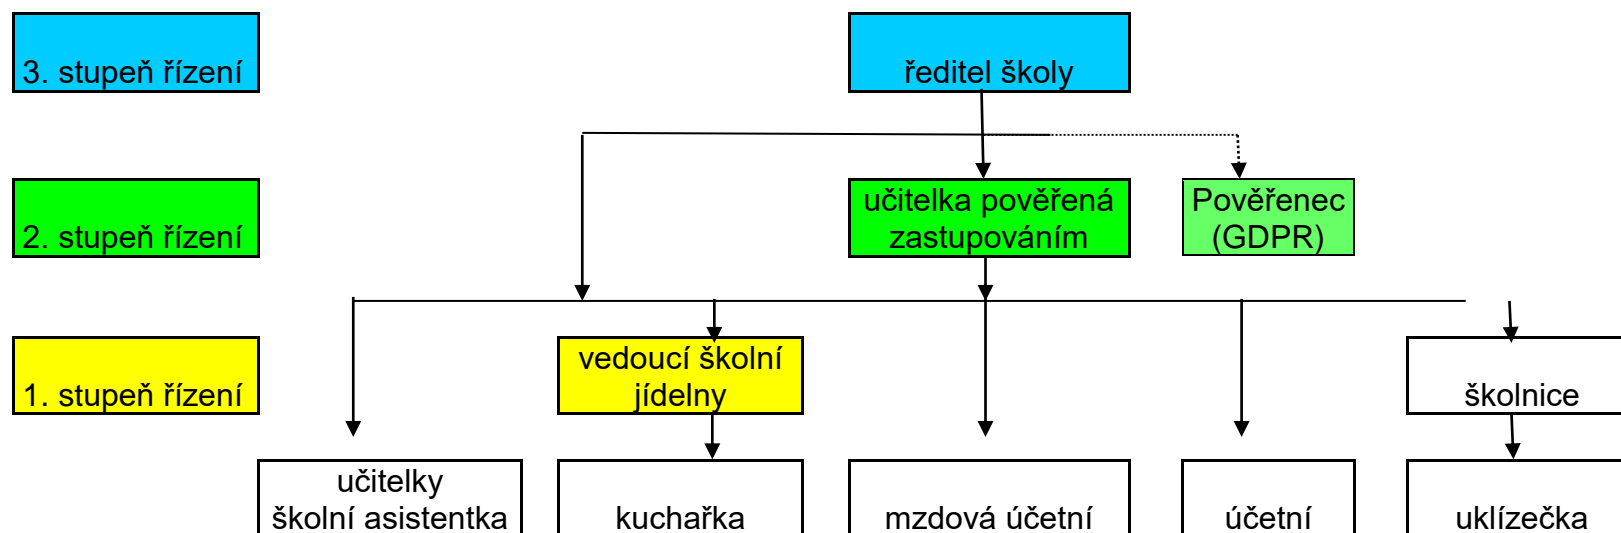 3. stupeň řízení
ředitel školy
2. stupeň řízení
učitelka pověřená
zastupováním
Pověřenec
(GDPR)
1. stupeň řízení
vedoucí školní
jídelny
školnice
učitelky
školní asistentka
kuchařka
mzdová účetní
účetní
uklízečka